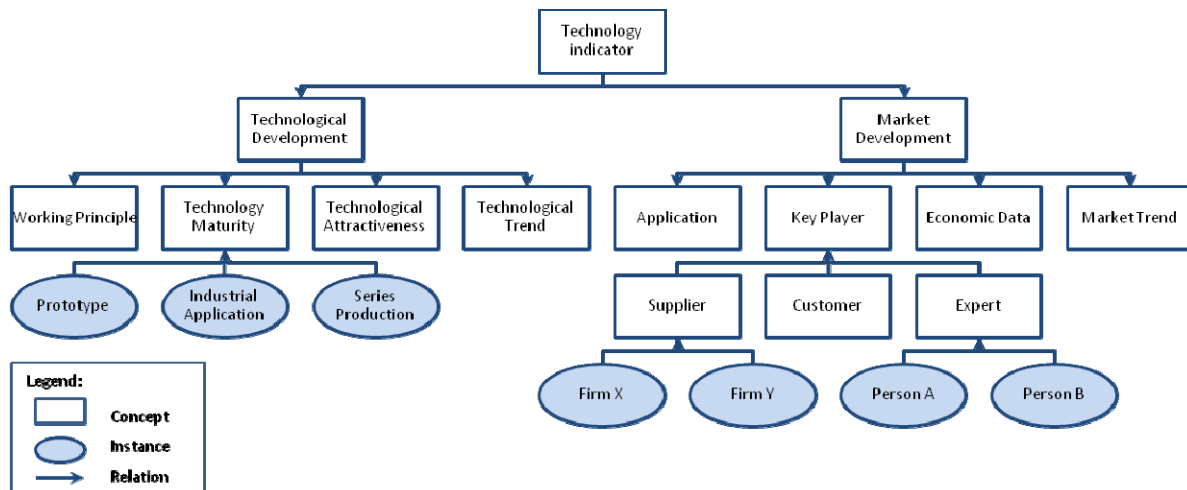 Technology
indicator
Technological
Development
Market
Development
Working Principle
Technology
Maturity
Technological
Attractiveness
Technological
Trend
Application
Key Player
Economic Data
Market Trend
Prototype
Industrial
Application
Series
Production
Supplier
Customer
Expert
Firm X
Firm Y
Person A
Person B
Legend:
Concept
Instance
Relation